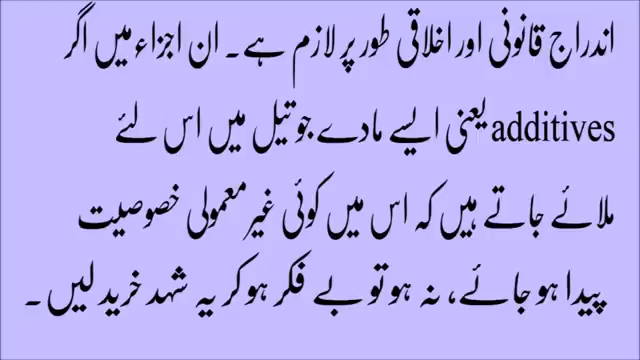 اندراج قانونی اور اخلاقی طور پر لازم ہے۔ ان اجزاء میں اگر
additives یعنی ایسے مادے جو تیل میں اس لئے
ملائے جاتے ہیں کہ اس میں کوئی غیر معمولی خصوصیت
پیدا ہو جائے، نہ ہو تو بے فکر ہو کر یہ شہد خرید لیں۔